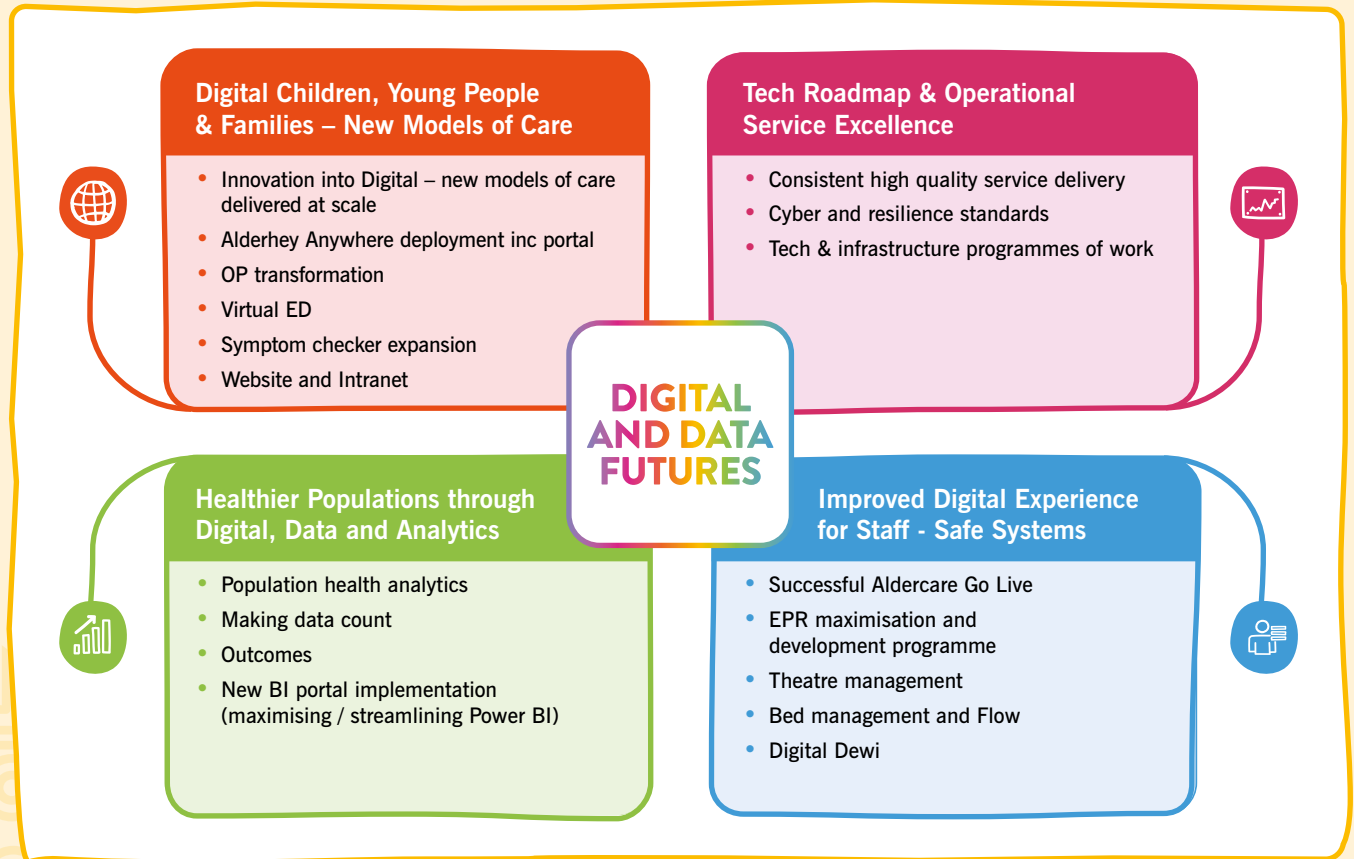 Digital Children, Young People
& Families – New Models of Care
• Innovation into Digital – new models of care
delivered at scale
• Alderhey Anywhere deployment inc portal
• OP transformation
• Virtual ED
• Symptom checker expansion
• Website and Intranet
Tech Roadmap & Operational
Service Excellence
• Consistent high quality service delivery
• Cyber and resilience standards
• Tech & infrastructure programmes of work
DIGITAL
AND DATA
FUTURES
Healthier Populations through
Digital, Data and Analytics
• Population health analytics
• Making data count
• Outcomes
• New BI portal implementation
(maximising / streamlining Power BI)
Improved Digital Experience
for Staff - Safe Systems
• Successful Aldercare Go Live
• EPR maximisation and
development programme
• Theatre management
• Bed management and Flow
• Digital Dewi